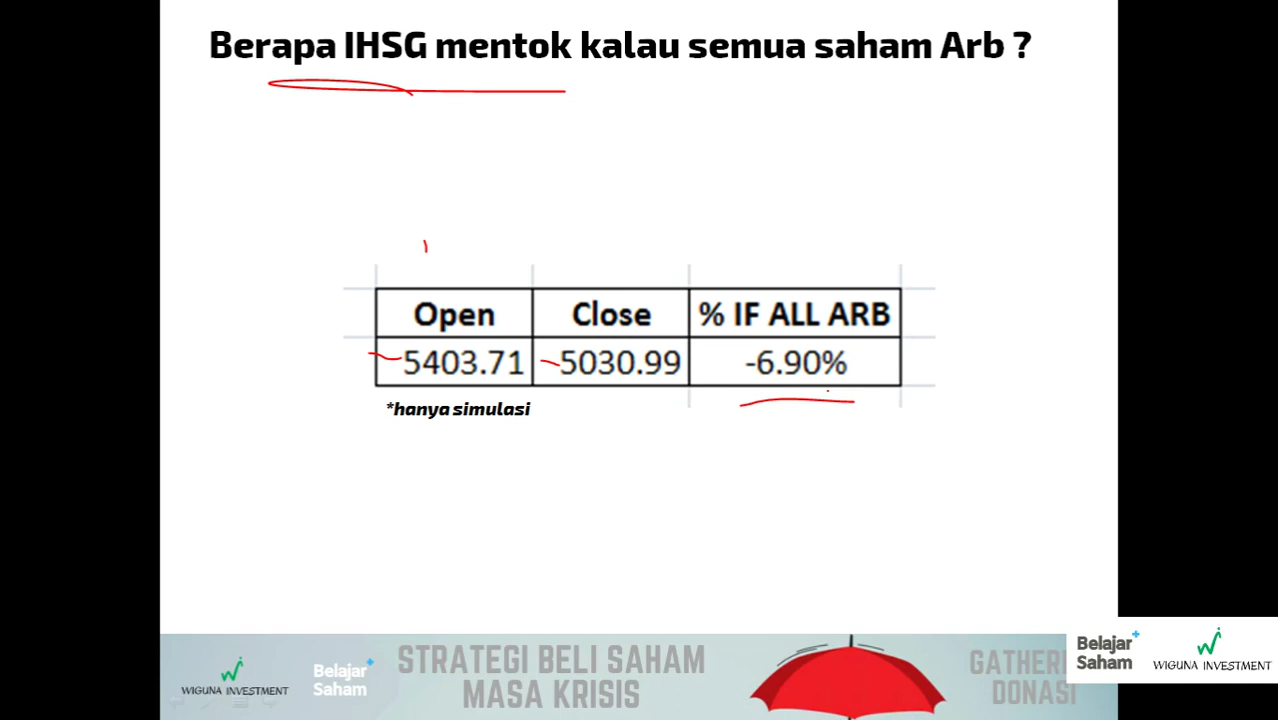 Berapa IHSG mentok kalau semua saham Arb ?
Open Close % IF ALL ARB
5403.71 5030.99 -6.90%
*hanya simulasi
WIGUNA INVESTMENT
Belajar+
Saham
STRATEGI BELI SAHAM
MASA KRISIS
GATHERI
DONASI
Belajar+
Saham
WIGUNA INVESTMENT